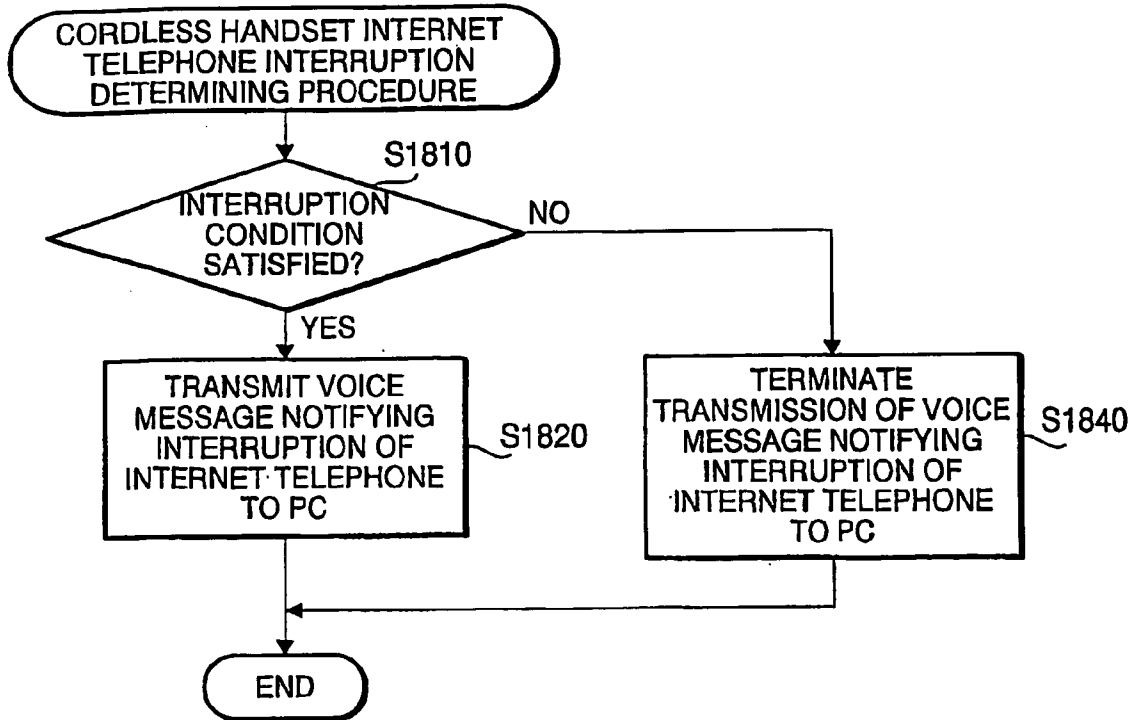 CORDLESS HANDSET INTERNET
TELEPHONE INTERRUPTION
DETERMINING PROCEDURE
S1810
INTERRUPTION
CONDITION
SATISFIED?
NO
YES
TRANSMIT VOICE
MESSAGE NOTIFYING
INTERRUPTION OF
INTERNET TELEPHONE
TO PC
S1820
TERMINATE
TRANSMISSION OF VOICE
MESSAGE NOTIFYING
INTERRUPTION OF
INTERNET TELEPHONE
TO PC
S1840
END